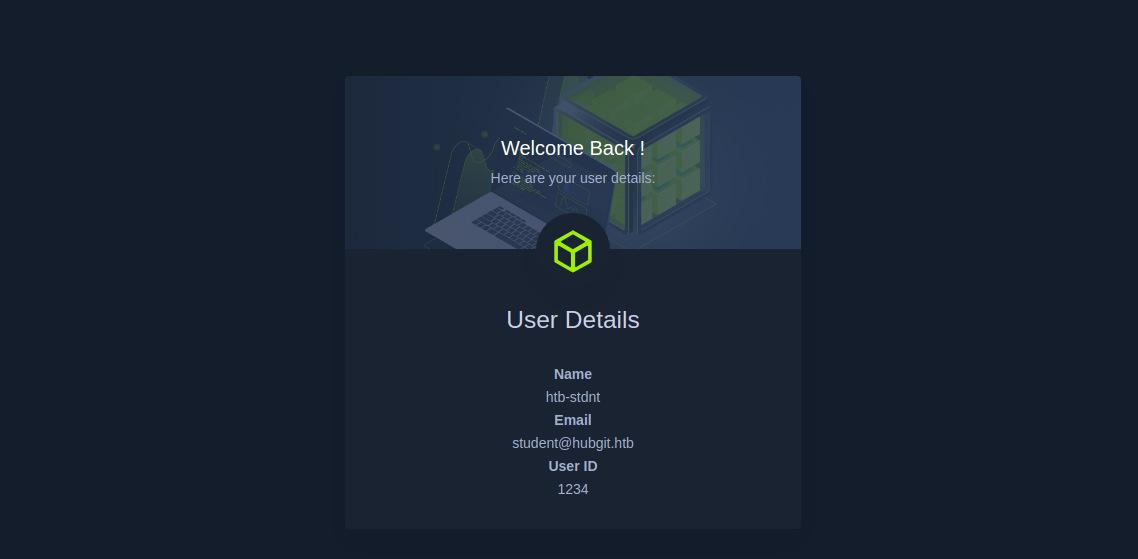 Welcome Back !
Here are your user details:
User Details
Name
htb-stdnt
Email
student@hubgit.htb
User ID
1234